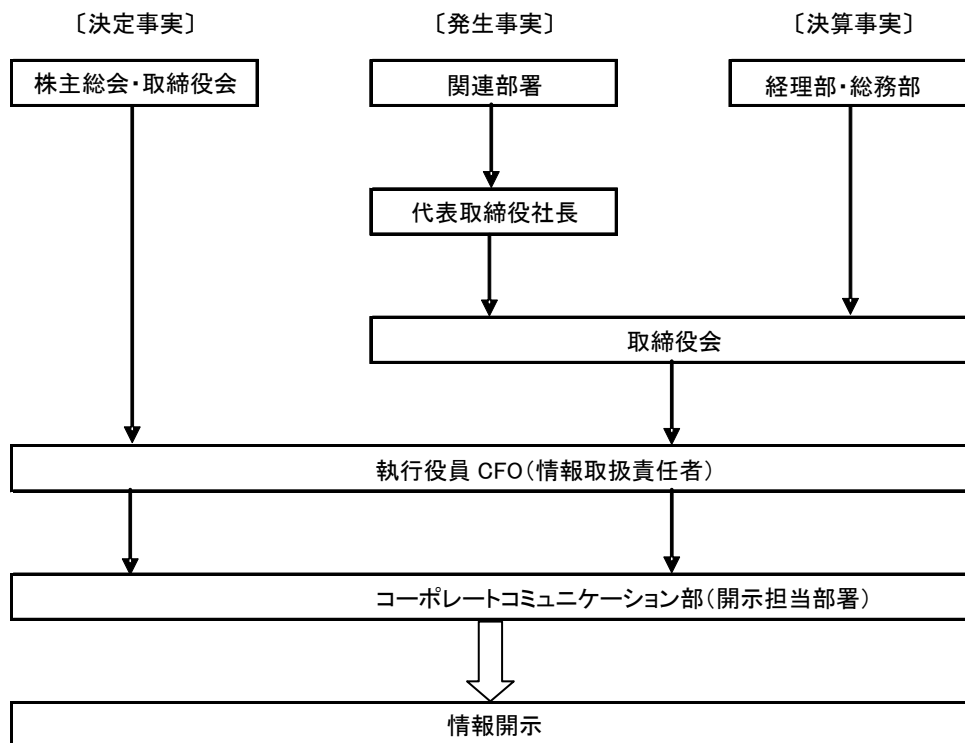 〔決定事実〕 〔発生事実〕 〔決算事実〕
株主総会・取締役会 関連部署 経理部・総務部
代表取締役社長
取締役会
執行役員 CFO（情報取扱責任者）
コーポレートコミュニケーション部（開示担当部署）
情報開示